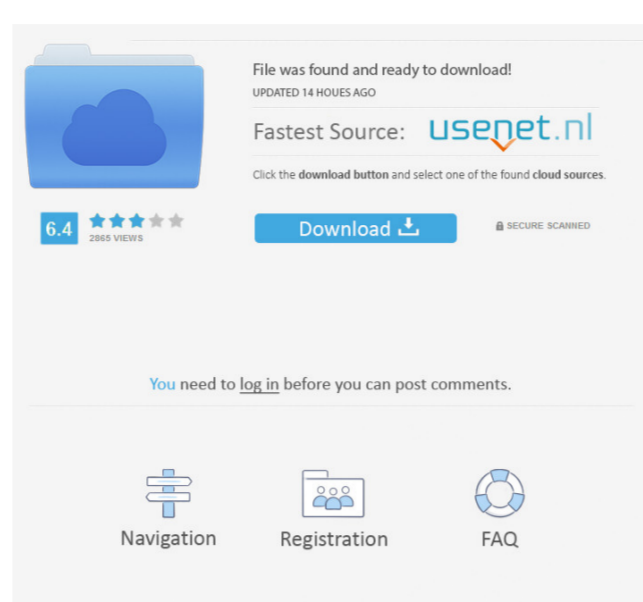 File was found and ready to download!
UPDATED 14 HOUES AGO
Fastest Source: usenet.nl
Click the download button and select one of the found cloud sources.
6.4
2865 VIEWS
Download
SECURE SCANNED
You need to log in before you can post comments.
Navigation
Registration
FAQ